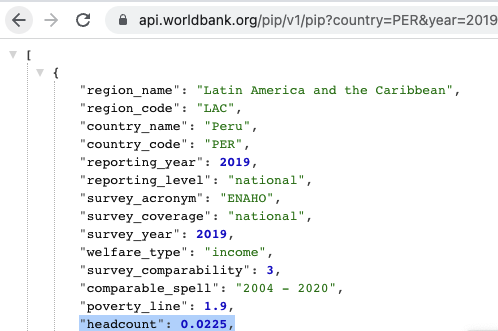 api.worldbank.org/pip/v1/pip?country=PER&year=2019
[
{
"region_name": "Latin America and the Caribbean",
"region_code": "LAC",
"country_name": "Peru",
"country_code": "PER",
"reporting_year": 2019,
"reporting_level": "national",
"survey_acronym": "ENAHO",
"survey_coverage": "national",
"survey_year": 2019,
"welfare_type": "income",
"survey_comparability": 3,
"comparable_spell": "2004 - 2020",
"poverty_line": 1.9,
"headcount": 0.0225,